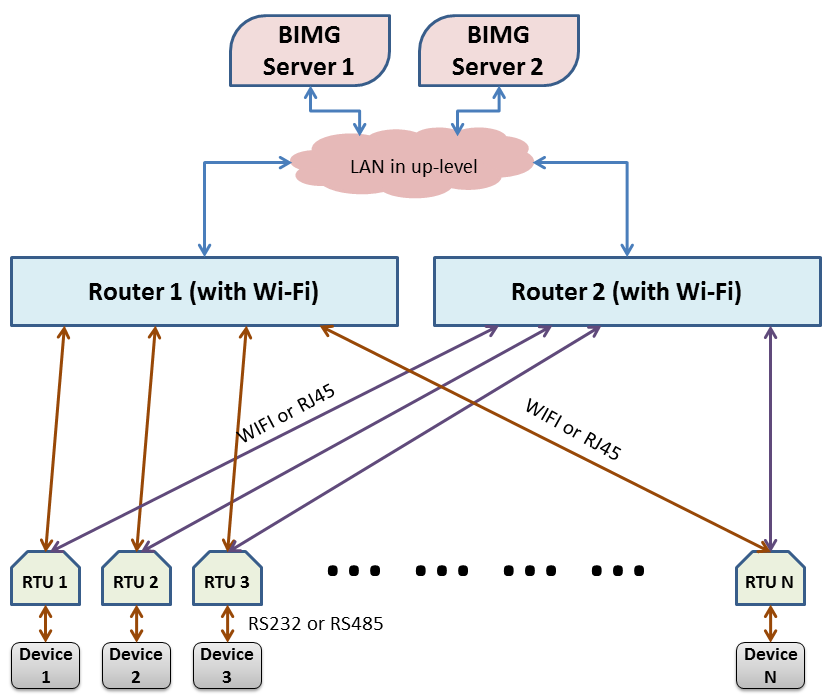 BIMG
Server 1
BIMG
Server 2
LAN in up-level
Router 1 (with Wi-Fi)
Router 2 (with Wi-Fi)
WIFI or RJ45
WIFI or RJ45
RTU 1
RTU 2
RTU 3
RTU N
RS232 or RS485
Device
1
Device
2
Device
3
Device
N